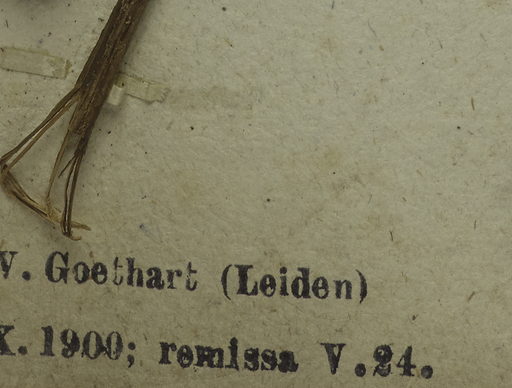 V. Goethart (Leiden)
X. 1900; remissa V. 24.